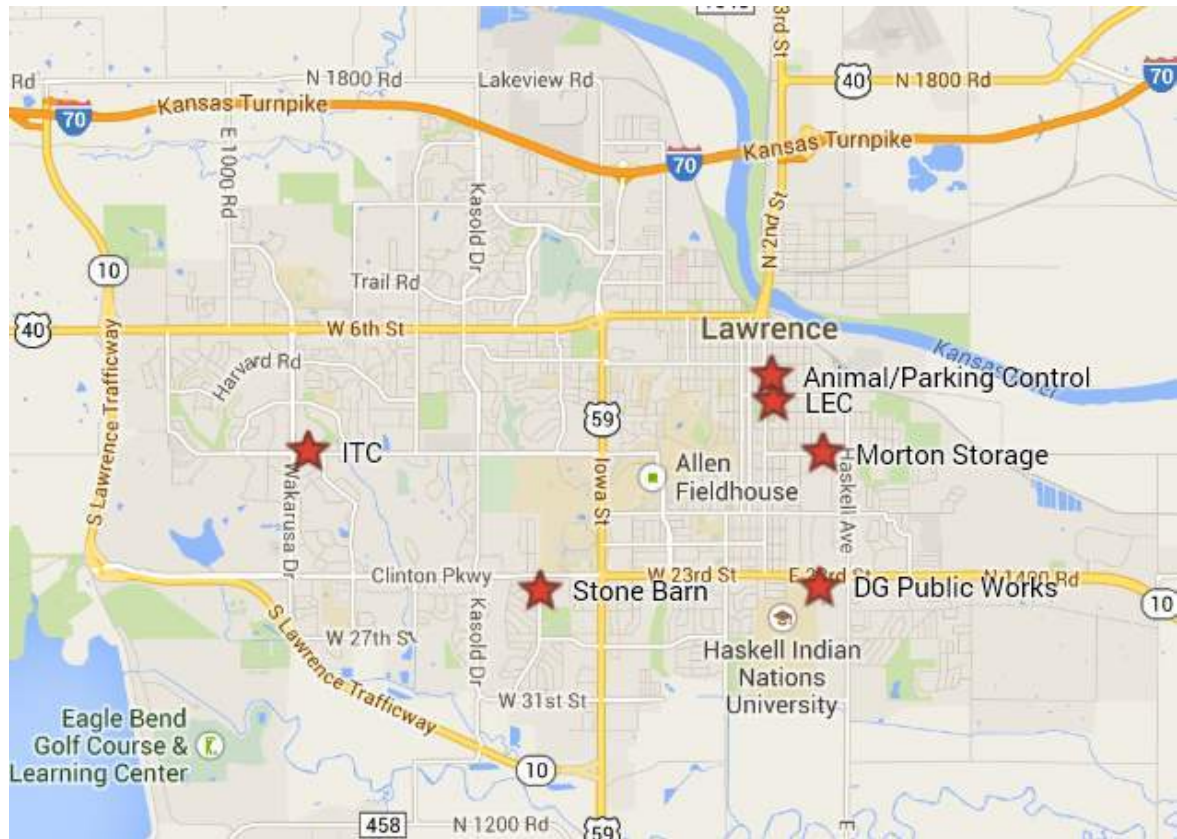 3rd St
Rd
N 1800 Rd
Lakeview Rd
40
N 1800 Rd
70
70
Kansas Turnpike
70
Kansas Turnpike
E 1000 Rd
Kasold Dr
N 2nd St
10
Trail Rd
40
W 6th St
Lawrence
Harvard Rd
Kansas
Animal/Parking Control
LEC
59
S Lawrence Trafficway
ITC
Iowa St
Allen
Fieldhouse
Morton Storage
Haskell Ave
Wakarusa Dr
Clinton Pkwy
Stone Barn
W 23rd St
DG Public Works
N 1400 Rd
10
Kasold Dr
S Lawrence Trafficway
W 27th St
Haskell Indian
Nations
University
W 31st St
Eagle Bend
Golf Course &
Learning Center
10
458
N 1200 Rd
59
E